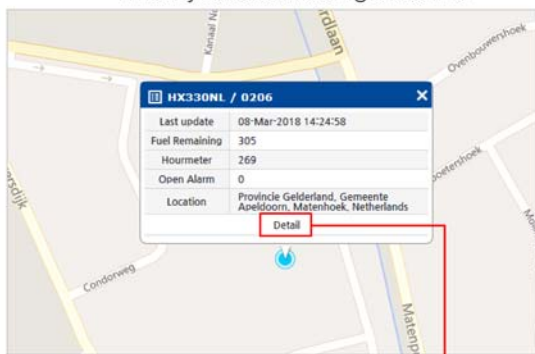 Kanaal N
rdlaan
Ovenbouwershoek
HX330NL / 0206
Last update 08-Mar-2018 14:24:58
Fuel Remaining 305
Hourmeter 269
Open Alarm 0
Location Provincie Gelderland, Gemeente
Apeldoorn, Matenhoek, Netherlands
Detail
oetershoek
ersdijk
Condorweg
Matenp